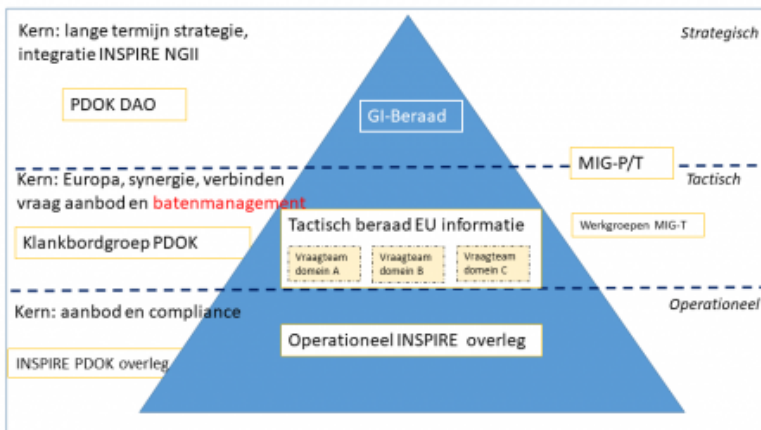 Kern: lange termijn strategie,
integratie INSPIRE NGII
Strategisch
PDOK DAO
GI-Beraad
MIG-P/T
Tactisch
Kern: Europa, synergie, verbinden
vraag aanbod en batenmanagement
Klankbordgroep PDOK
Tactisch beraad EU informatie
Werkgroepen MIG-T
Vraagteam
domein A
Vraagteam
domein B
Vraagteam
domein C
Operationeel
Kern: aanbod en compliance
Operationeel INSPIRE overleg
INSPIRE PDOK overleg